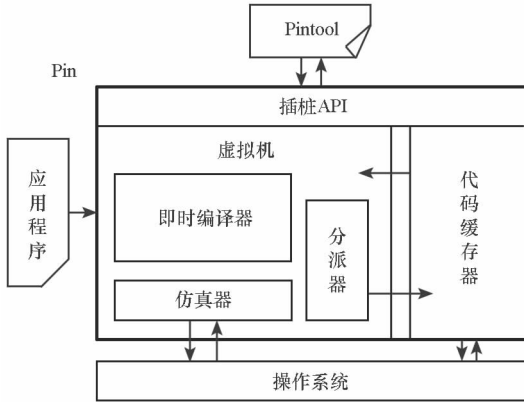 Pintool
Pin
插桩API
虚拟机
应用程序
即时编译器
分派器
代码缓存器
仿真器
操作系统